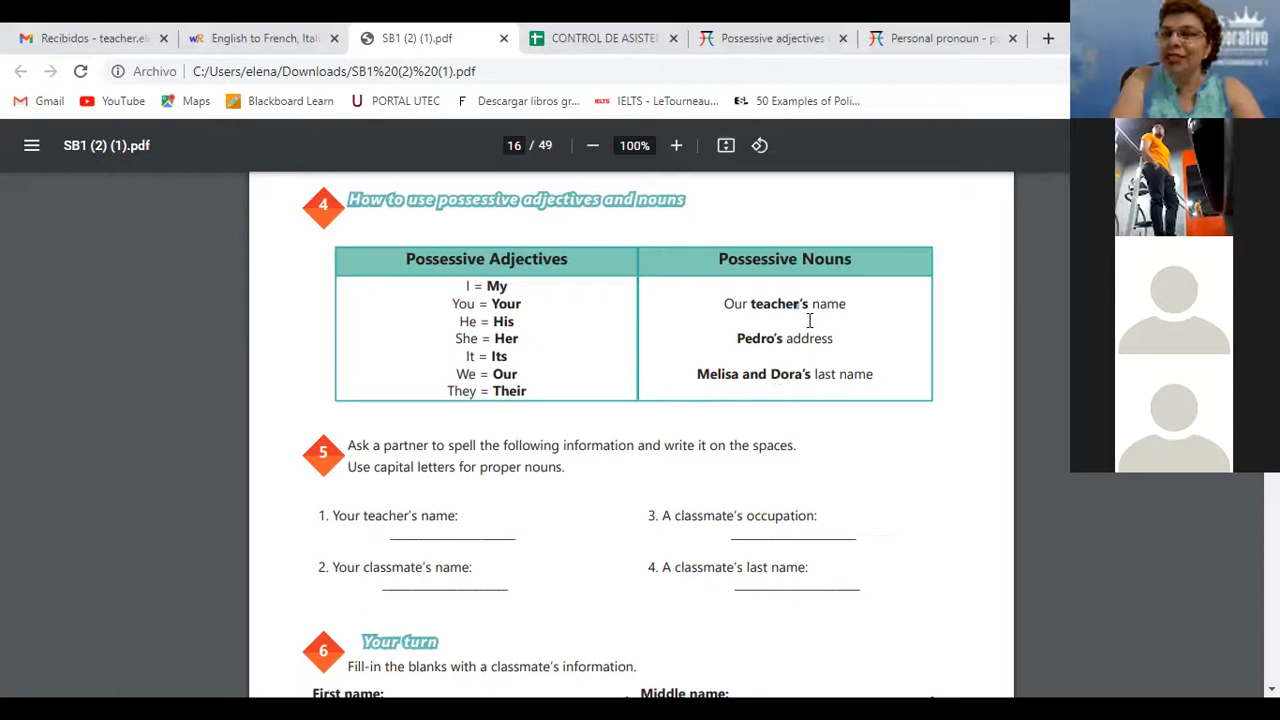 Recibidos - teacher.el
English to French, Ital
SB1 (2) (1).pdf
CONTROL DE ASISTE
Possessive adjectives
Personal pronoun - p
Archivo
C:/Users/elena/Downloads/SB1%20(2)%20(1).pdf
Gmail
YouTube
Maps
Blackboard Learn
PORTAL UTEC
Descargar libros gr...
IELTS - LeTourneau...
50 Examples of Poli...
SB1 (2) (1).pdf
16 / 49
100%
4
How to use possessive adjectives and nouns
Possessive Adjectives
I = My
You = Your
He = His
She = Her
It = Its
We = Our
They = Their
Possessive Nouns
Our teacher's name
Pedro's address
Melisa and Dora's last name
5
Ask a partner to spell the following information and write it on the spaces.
Use capital letters for proper nouns.
1. Your teacher's name:
2. Your classmate's name:
3. A classmate's occupation:
4. A classmate's last name:
6
Your turn
Fill-in the blanks with a classmate's information.
First name:
Middle name: